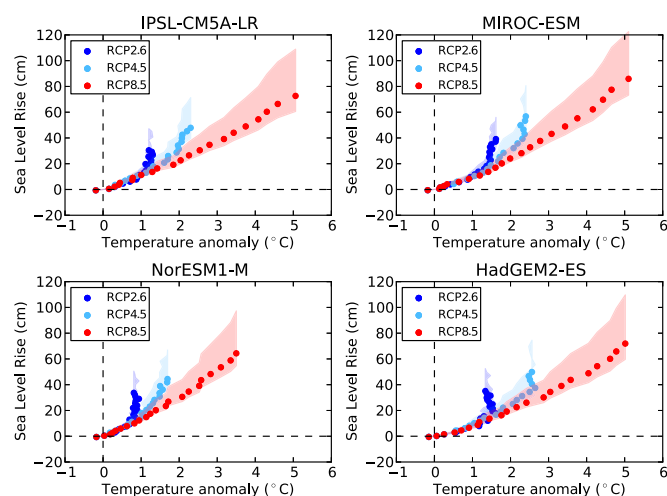 IPSL-CM5A-LR
120
100
80
60
40
20
0
−20
Sea Level Rise (cm)
RCP2.6
RCP4.5
RCP8.5
−1 0 1 2 3 4 5 6
Temperature anomaly (°C)
MIROC-ESM
120
100
80
60
40
20
0
−20
Sea Level Rise (cm)
RCP2.6
RCP4.5
RCP8.5
−1 0 1 2 3 4 5 6
Temperature anomaly (°C)
NorESM1-M
120
100
80
60
40
20
0
−20
Sea Level Rise (cm)
RCP2.6
RCP4.5
RCP8.5
−1 0 1 2 3 4 5 6
Temperature anomaly (°C)
HadGEM2-ES
120
100
80
60
40
20
0
−20
Sea Level Rise (cm)
RCP2.6
RCP4.5
RCP8.5
−1 0 1 2 3 4 5 6
Temperature anomaly (°C)